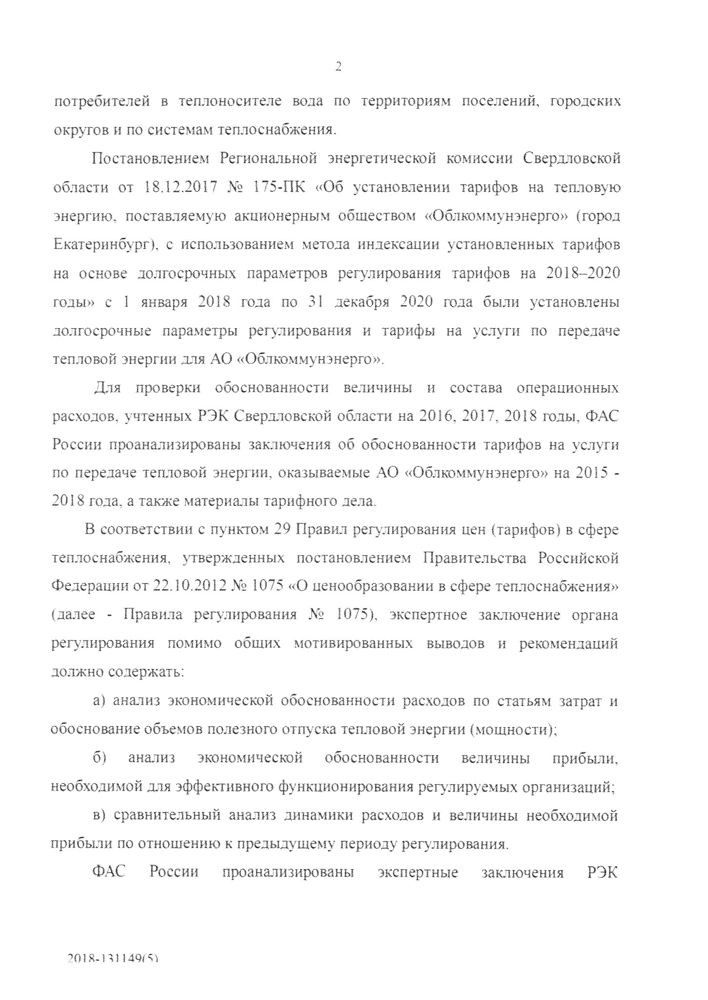 2
потребителей в теплоносителе вода по территориям поселений, городских
округов и по системам теплоснабжения.
Постановлением Региональной энергетической комиссии Свердловской
области от 18.12.2017 № 175-ПК «Об установлении тарифов на тепловую
энергию, поставляемую акционерным обществом «Облкоммунэнерго» (город
Екатеринбург), с использованием метода индексации установленных тарифов
на основе долгосрочных параметров регулирования тарифов на 2018–2020
годы» с 1 января 2018 года по 31 декабря 2020 года были установлены
долгосрочные параметры регулирования и тарифы на услуги по передаче
тепловой энергии для АО «Облкоммунэнерго».
Для проверки обоснованности величины и состава операционных
расходов, учтенных РЭК Свердловской области на 2016, 2017, 2018 годы, ФАС
России проанализированы заключения об обоснованности тарифов на услуги
по передаче тепловой энергии, оказываемые АО «Облкоммунэнерго» на 2015 -
2018 года, а также материалы тарифного дела.
В соответствии с пунктом 29 Правил регулирования цен (тарифов) в сфере
теплоснабжения, утвержденных постановлением Правительства Российской
Федерации от 22.10.2012 № 1075 «О ценообразовании в сфере теплоснабжения»
(далее - Правила регулирования № 1075), экспертное заключение органа
регулирования помимо общих мотивированных выводов и рекомендаций
должно содержать:
а) анализ экономической обоснованности расходов по статьям затрат и
обоснование объемов полезного отпуска тепловой энергии (мощности);
б) анализ экономической обоснованности величины прибыли,
необходимой для эффективного функционирования регулируемых организаций;
в) сравнительный анализ динамики расходов и величины необходимой
прибыли по отношению к предыдущему периоду регулирования.
ФАС России проанализированы экспертные заключения РЭК
2018-131149(5)